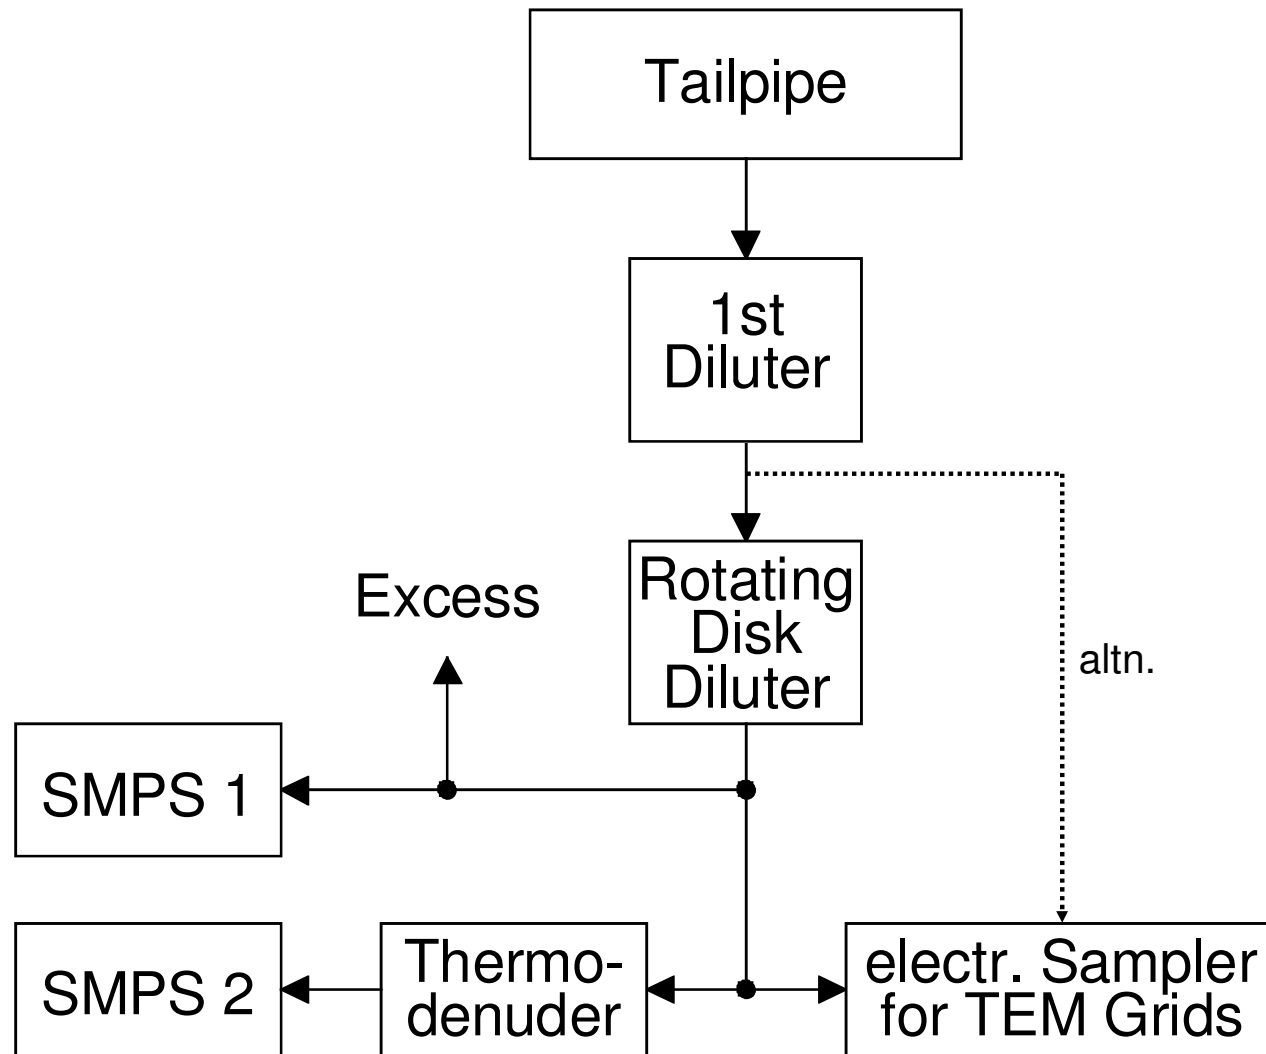 Tailpipe
1st
Diluter
Rotating
Disk
Diluter
Excess
altn.
SMPS 1
SMPS 2
Thermo-
denuder
electr. Sampler
for TEM Grids